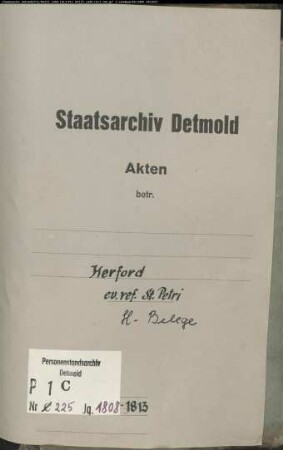 Staatsarchiv Detmold
Akten
betr.
Herford
ev. ref. St. Petri
H- Belege
Personenstandsarchiv
Detmold
P 1 C
Nr 225 Jg. 1808-1813